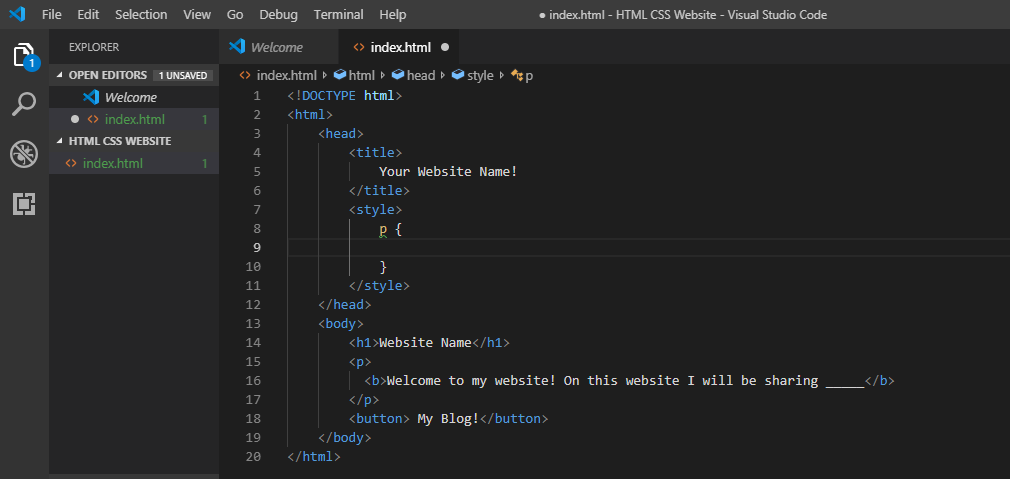 File Edit Selection View Go Debug Terminal Help ● index.html - HTML CSS Website - Visual Studio Code
EXPLORER
Welcome
<> index.html ●
1
OPEN EDITORS 1 UNSAVED
Welcome
● <> index.html 1
HTML CSS WEBSITE
<> index.html 1
<> index.html › html › head › style › p
1 <!DOCTYPE html>
2 <html>
3 <head>
4 <title>
5 Your Website Name!
6 </title>
7 <style>
8 p {
9
10 }
11 </style>
12 </head>
13 <body>
14 <h1>Website Name</h1>
15 <p>
16 <b>Welcome to my website! On this website I will be sharing _____</b>
17 </p>
18 <button> My Blog!</button>
19 </body>
20 </html>